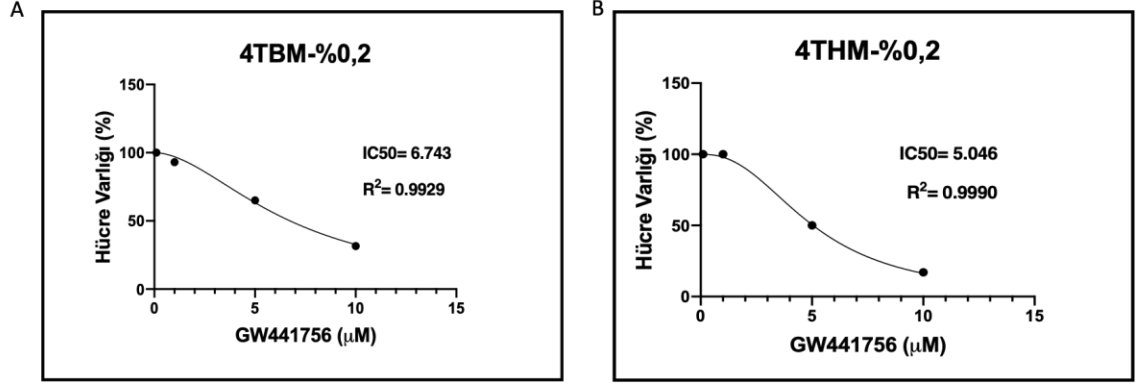 A
4TBM-%0,2
150
100
50
0
Hücre Varlığı (%)
IC50= 6.743
R²= 0.9929
0 5 10 15
GW441756 (μM)
B
4THM-%0,2
150
100
50
0
Hücre Varlığı (%)
IC50= 5.046
R²= 0.9990
0 5 10 15
GW441756 (μM)